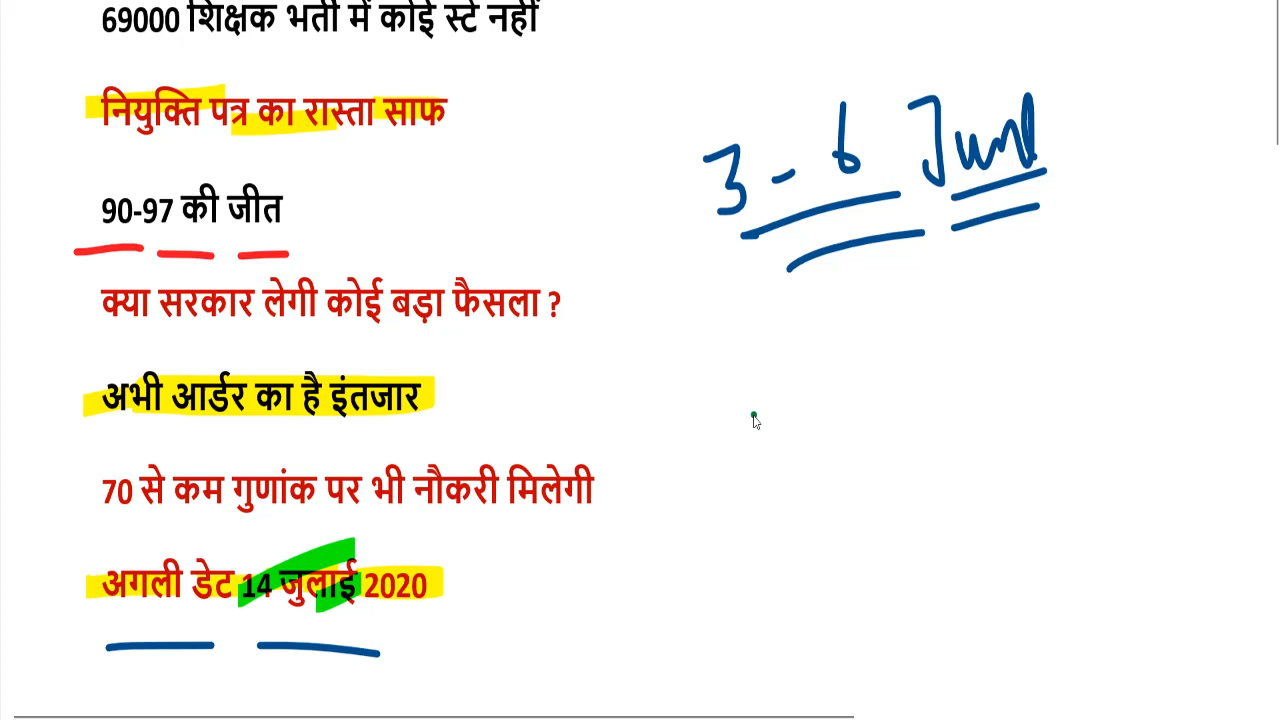 69000 शिक्षक भर्ती में कोई स्टे नहीं
नियुक्ति पत्र का रास्ता साफ
3 - 6 June
90-97 की जीत
क्या सरकार लेगी कोई बड़ा फैसला ?
अभी आर्डर का है इंतजार
70 से कम गुणांक पर भी नौकरी मिलेगी
अगली डेट 14 जुलाई 2020